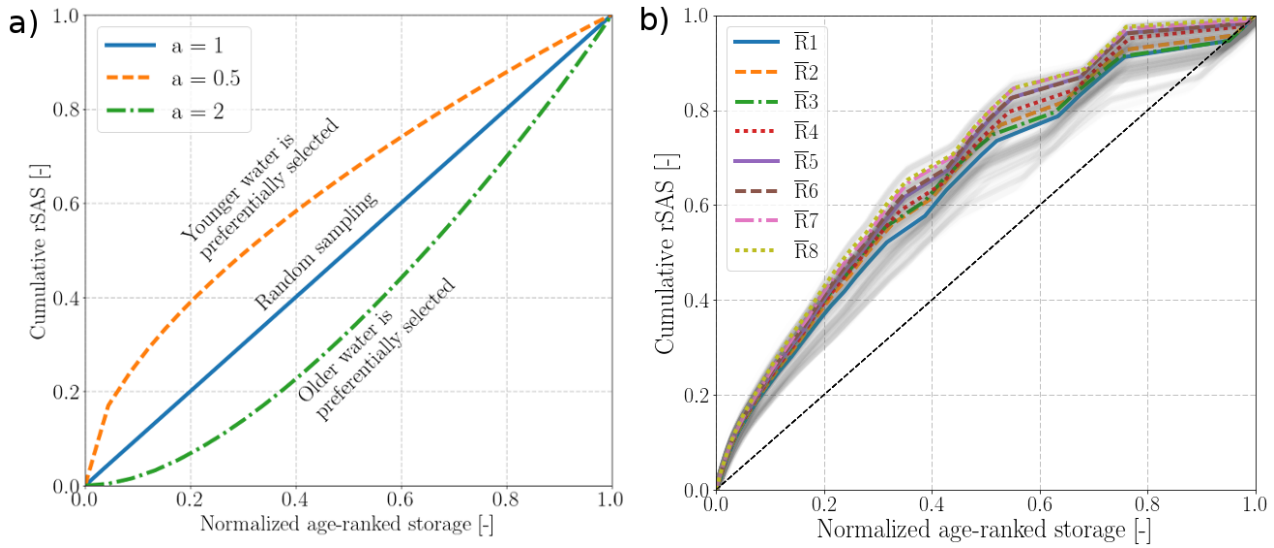 a)
Cumulative rSAS [-]
1.0
0.8
0.6
0.4
0.2
0.0
a = 1
a = 0.5
a = 2
Younger water is
preferentially selected
Random sampling
Older water is
preferentially selected
0.0 0.2 0.4 0.6 0.8 1.0
Normalized age-ranked storage [-]
b)
Cumulative rSAS [-]
1.0
0.8
0.6
0.4
0.2
0.0
R̅1
R̅2
R̅3
R̅4
R̅5
R̅6
R̅7
R̅8
0.0 0.2 0.4 0.6 0.8 1.0
Normalized age-ranked storage [-]